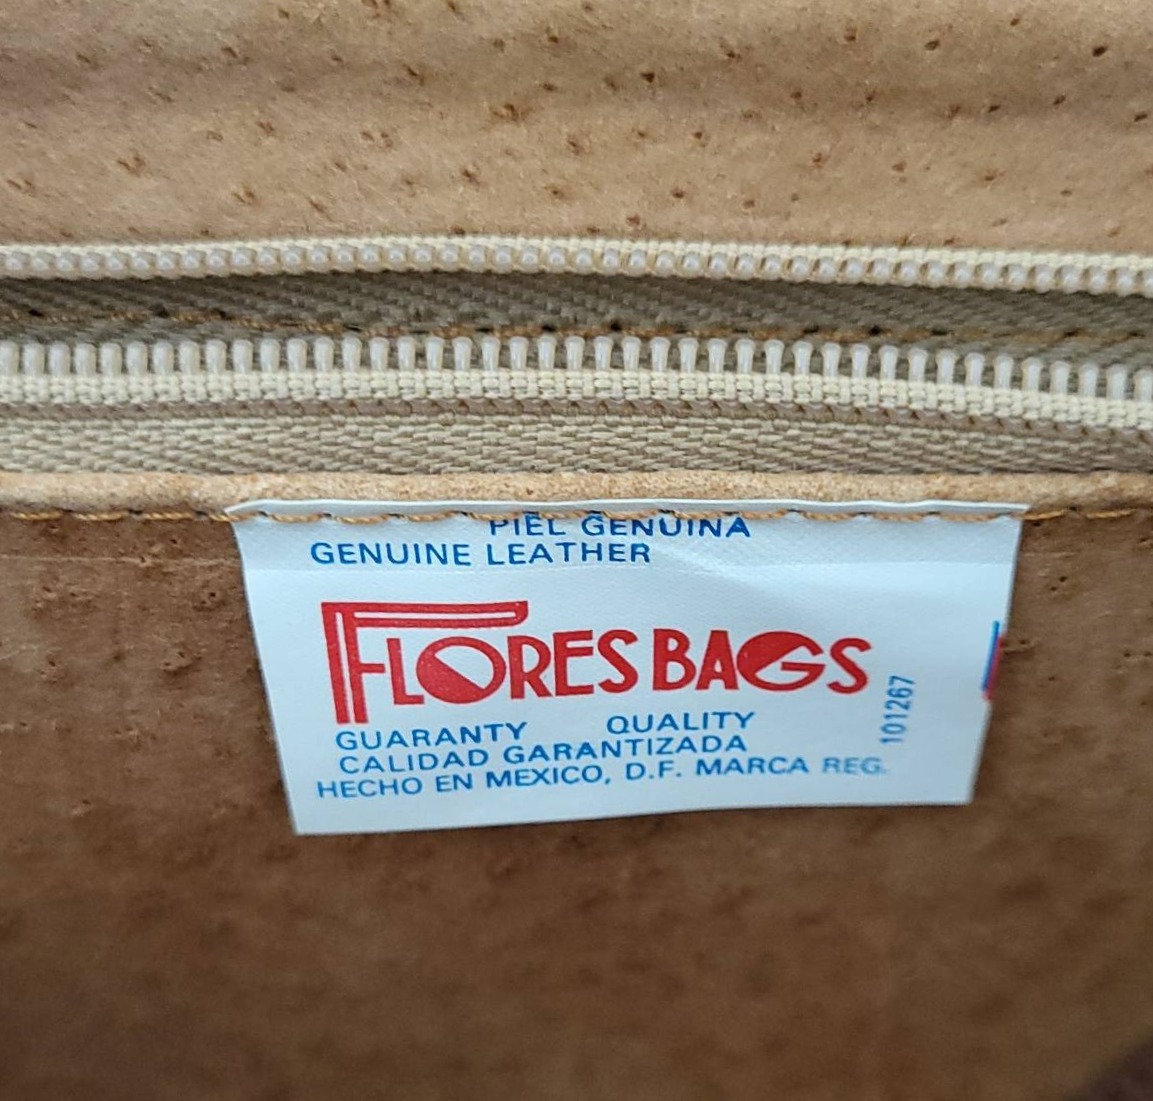 PIEL GENUINA
GENUINE LEATHER
FLORES BAGS
101267
GUARANTY QUALITY
CALIDAD GARANTIZADA
HECHO EN MEXICO, D.F. MARCA REG.